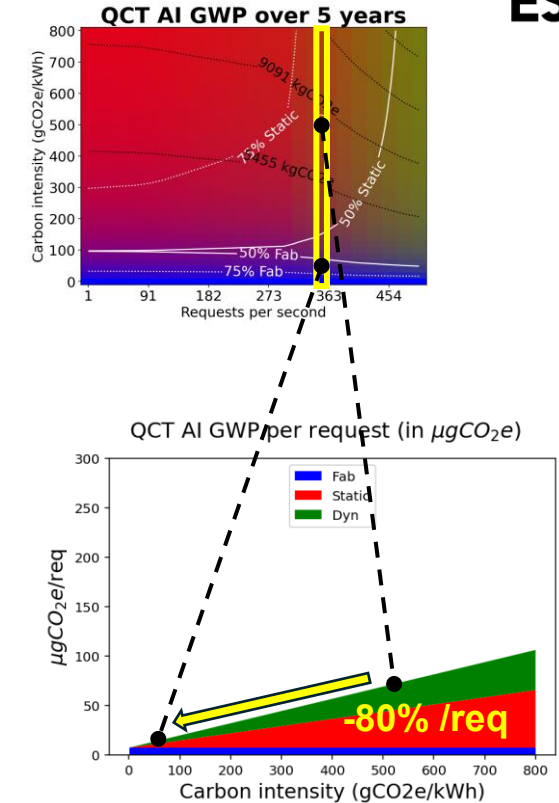 ES
QCT AI GWP over 5 years
Carbon intensity (gCO2e/kWh)
800
700
600
500
400
300
200
100
0
9091 kgCO2e
75% Static
5455 kgCO2e
50% Static
50% Fab
75% Fab
1 91 182 273 363 454
Requests per second
QCT AI GWP per request (in μgCO₂e)
μgCO₂e/req
300
250
200
150
100
50
0
Fab
Static
Dyn
-80% /req
0 100 200 300 400 500 600 700 800
Carbon intensity (gCO2e/kWh)